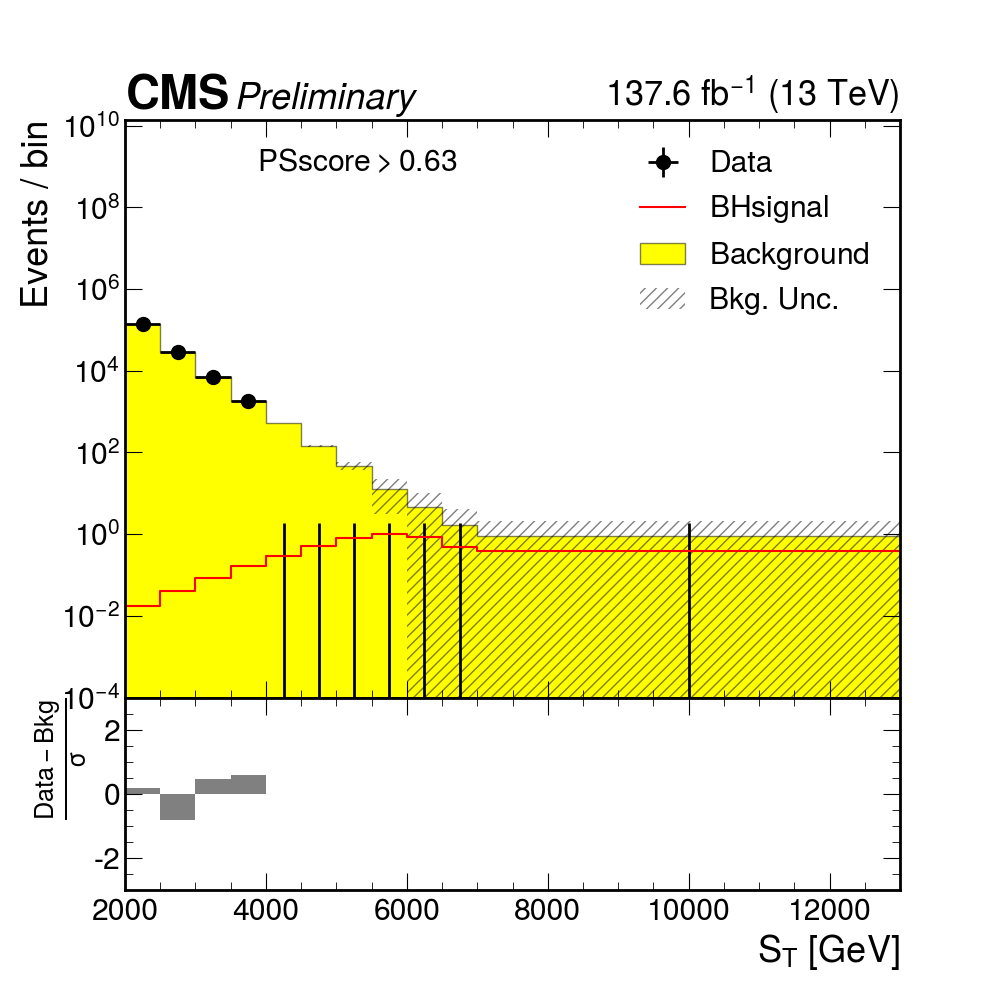 CMS Preliminary 137.6 fb⁻¹ (13 TeV)
Events / bin
10¹⁰
10⁸
10⁶
10⁴
10²
10⁰
10⁻²
10⁻⁴
PSscore > 0.63
Data
BHsignal
Background
Bkg. Unc.
Data − Bkg
σ
2
0
-2
2000 4000 6000 8000 10000 12000
S_T [GeV]